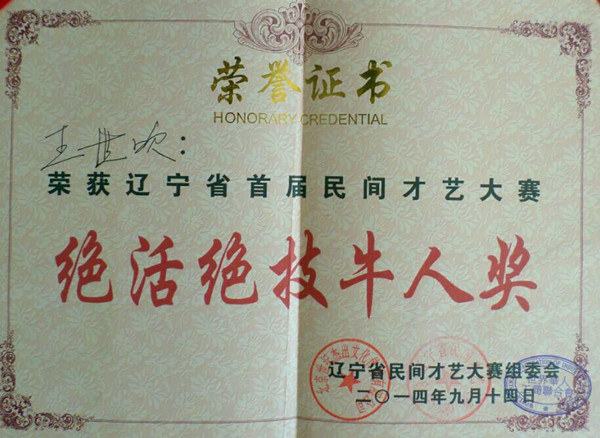 荣誉证书
HONORARY CREDENTIAL
王世吹：
荣获辽宁省首届民间才艺大赛
绝活绝技牛人奖
辽宁省民间才艺大赛组委会
二〇一四年九月十四日